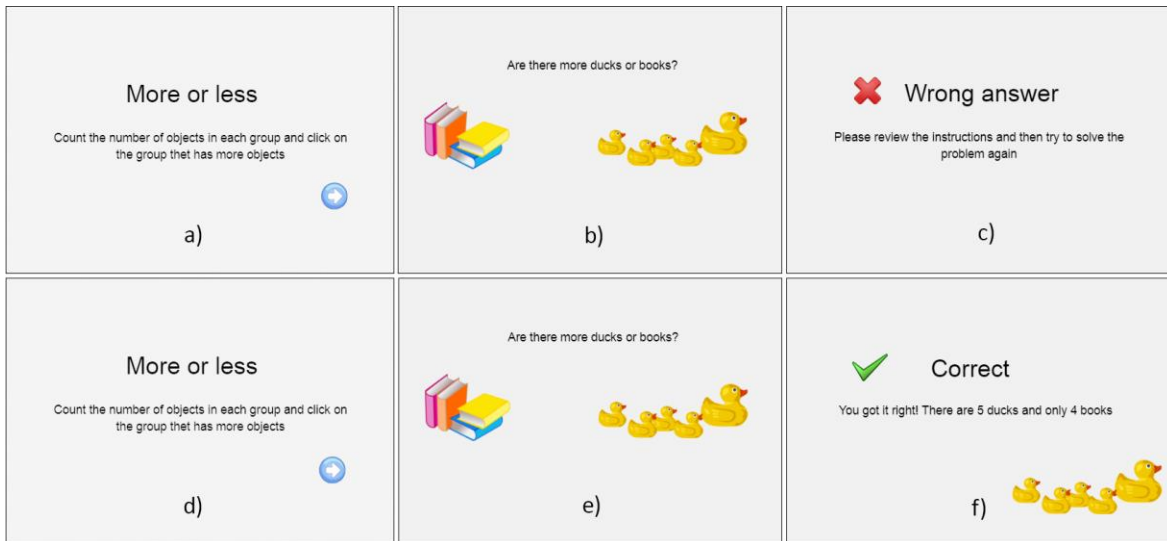 More or less
Count the number of objects in each group and click on
the group thet has more objects
a)
Are there more ducks or books?
b)
Wrong answer
Please review the instructions and then try to solve the
problem again
c)
More or less
Count the number of objects in each group and click on
the group thet has more objects
d)
Are there more ducks or books?
e)
Correct
You got it right! There are 5 ducks and only 4 books
f)